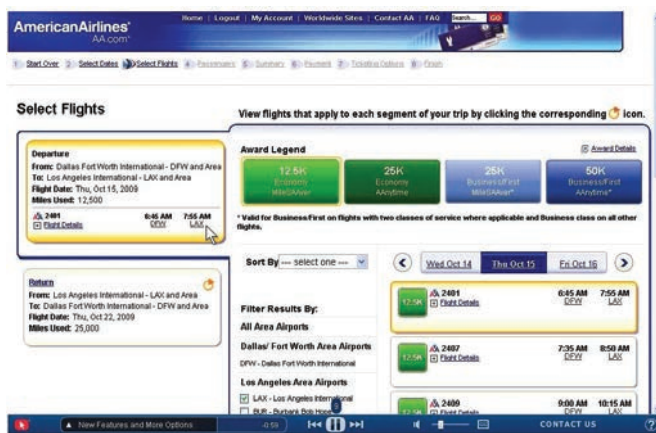 AmericanAirlines®
AA.com®
Home | Logout | My Account | Worldwide Sites | Contact AA | FAQ Search... GO
1 Start Over 2 Select Dates Select Flights 4 Passengers 5 Summary 6 Payment 7 Ticketing Options 8 Finish
Select Flights
View flights that apply to each segment of your trip by clicking the corresponding icon.
Departure
From: Dallas Fort Worth International - DFW and Area
To: Los Angeles International - LAX and Area
Flight Date: Thu, Oct 15, 2009
Miles Used: 12,500
2401 6:45 AM 7:55 AM
Flight Details DFW LAX
Return
From: Los Angeles International - LAX and Area
To: Dallas Fort Worth International - DFW and Area
Flight Date: Thu, Oct 22, 2009
Miles Used: 25,000
Award Legend Award Details
12.5K
Economy
MileSAAver*
25K
Economy
AAnytime
25K
Business/First
MileSAAver*
50K
Business/First
AAnytime*
* Valid for Business/First on flights with two classes of service where applicable and Business class on all other
flights.
Sort By --- select one ---
Wed Oct 14 Thu Oct 15 Fri Oct 16
Filter Results By:
All Area Airports
Dallas/ Fort Worth Area Airports
DFW - Dallas Fort Worth International
Los Angeles Area Airports
LAX - Los Angeles International
BUR - Burbank Bob Hope
12.5K 2401 6:45 AM 7:55 AM
Flight Details DFW LAX
12.5K 2407 7:35 AM 8:50 AM
Flight Details DFW LAX
12.5K 2409 9:00 AM 10:15 AM
Flight Details DFW LAX
New Features and More Options -0:59 CONTACT US ?